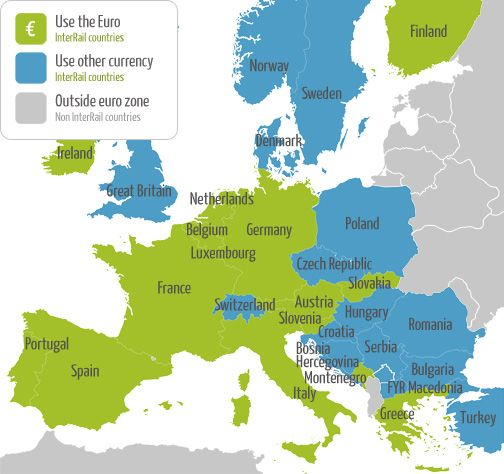 € Use the Euro
InterRail countries
Use other currency
InterRail countries
Outside euro zone
Non InterRail countries
Finland
Norway
Sweden
Denmark
Ireland
Great Britain
Netherlands
Belgium
Germany
Poland
Luxembourg
Czech Republic
Slovakia
France
Switzerland
Austria
Slovenia
Hungary
Romania
Croatia
Bosnia
Hercegovina
Serbia
Montenegro
Bulgaria
FYR Macedonia
Portugal
Spain
Italy
Greece
Turkey